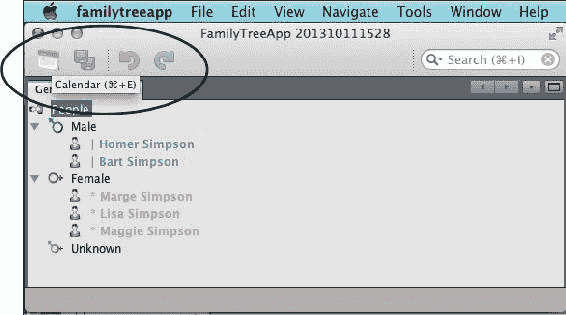 familytreeapp File Edit View Navigate Tools Window Help
FamilyTreeApp 201310111528
Search (⌘+I)
Calendar (⌘+E)
Ge
People
Male
| Homer Simpson
| Bart Simpson
Female
* Marge Simpson
* Lisa Simpson
* Maggie Simpson
Unknown